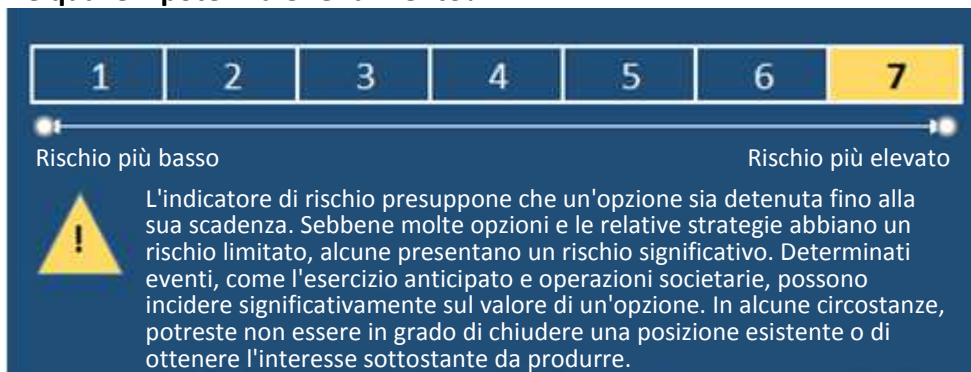 1 2 3 4 5 6 7
Rischio più basso Rischio più elevato
L'indicatore di rischio presuppone che un'opzione sia detenuta fino alla
sua scadenza. Sebbene molte opzioni e le relative strategie abbiano un
! rischio limitato, alcune presentano un rischio significativo. Determinati
eventi, come l'esercizio anticipato e operazioni societarie, possono
incidere significativamente sul valore di un'opzione. In alcune circostanze,
potreste non essere in grado di chiudere una posizione esistente o di
ottenere l'interesse sottostante da produrre.